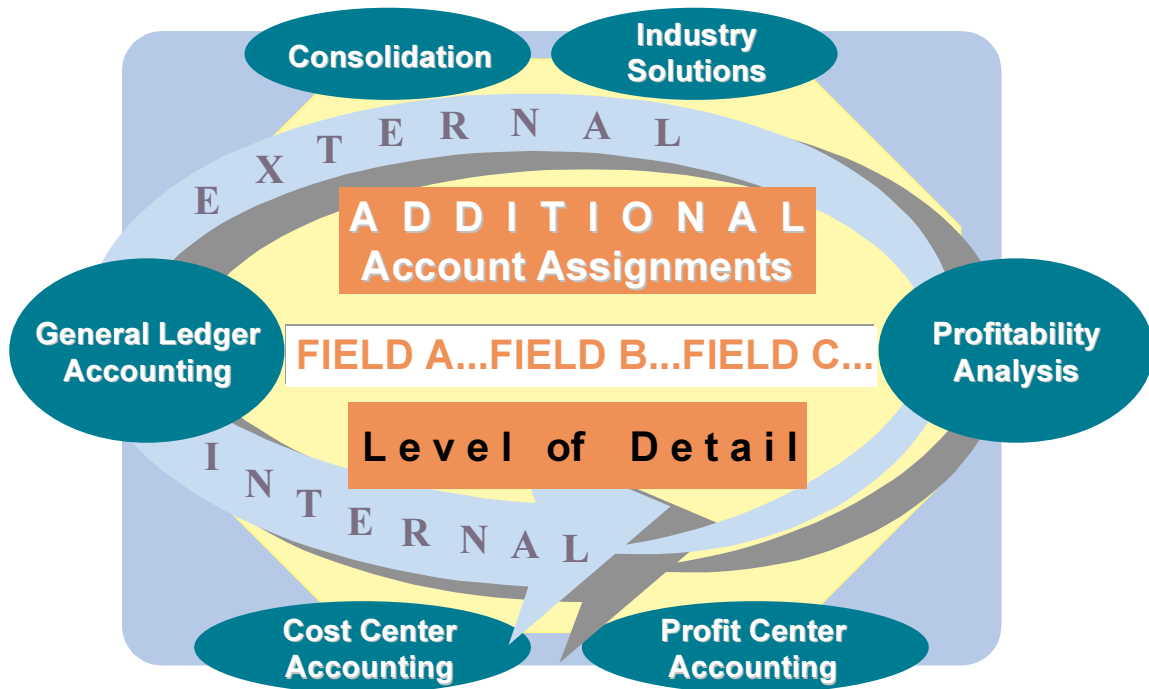 Consolidation
Industry
Solutions
EXTERNAL
ADDITIONAL
Account Assignments
General Ledger
Accounting
FIELD A...FIELD B...FIELD C...
Profitability
Analysis
Level of Detail
INTERNAL
Cost Center
Accounting
Profit Center
Accounting